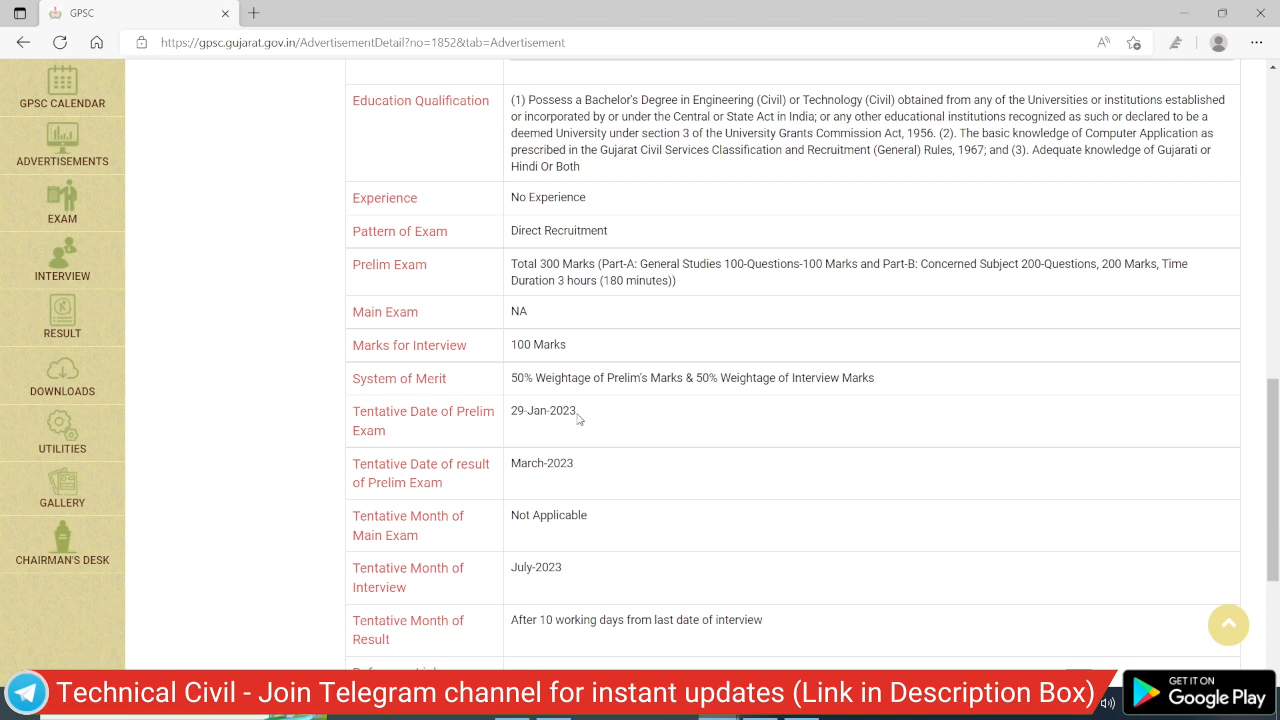 GPSC
https://gpsc.gujarat.gov.in/AdvertisementDetail?no=1852&tab=Advertisement
GPSC CALENDAR
ADVERTISEMENTS
EXAM
INTERVIEW
RESULT
DOWNLOADS
UTILITIES
GALLERY
CHAIRMAN'S DESK
Education Qualification
(1) Possess a Bachelor's Degree in Engineering (Civil) or Technology (Civil) obtained from any of the Universities or institutions established
or incorporated by or under the Central or State Act in India; or any other educational institutions recognized as such or declared to be a
deemed University under section 3 of the University Grants Commission Act, 1956. (2). The basic knowledge of Computer Application as
prescribed in the Gujarat Civil Services Classification and Recruitment (General) Rules, 1967; and (3). Adequate knowledge of Gujarati or
Hindi Or Both
Experience
No Experience
Pattern of Exam
Direct Recruitment
Prelim Exam
Total 300 Marks (Part-A: General Studies 100-Questions-100 Marks and Part-B: Concerned Subject 200-Questions, 200 Marks, Time
Duration 3 hours (180 minutes))
Main Exam
NA
Marks for Interview
100 Marks
System of Merit
50% Weightage of Prelim's Marks & 50% Weightage of Interview Marks
Tentative Date of Prelim
Exam
29-Jan-2023
Tentative Date of result
of Prelim Exam
March-2023
Tentative Month of
Main Exam
Not Applicable
Tentative Month of
Interview
July-2023
Tentative Month of
Result
After 10 working days from last date of interview
Technical Civil - Join Telegram channel for instant updates (Link in Description Box)
GET IT ON
Google Play